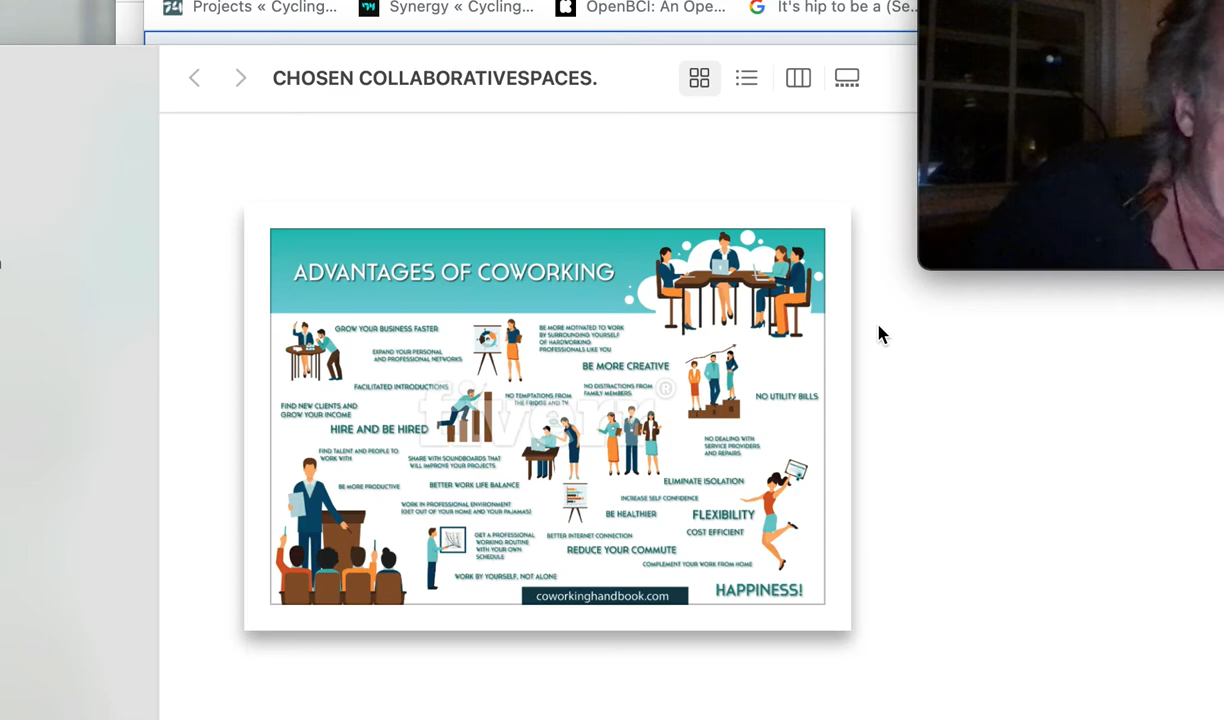 Projects « Cycling...
Synergy « Cycling...
OpenBCI: An Ope...
It's hip to be a (Se...
CHOSEN COLLABORATIVESPACES.
ADVANTAGES OF COWORKING
GROW YOUR BUSINESS FASTER
EXPAND YOUR PERSONAL
AND PROFESSIONAL NETWORKS
BE MORE MOTIVATED TO WORK
BY SURROUNDING YOURSELF
OF HARDWORKING
PROFESSIONALS LIKE YOU
BE MORE CREATIVE
FACILITATED INTRODUCTIONS
NO TEMPTATIONS FROM
THE FRIDGE AND TV
NO DISTRACTIONS FROM
FAMILY MEMBERS
NO UTILITY BILLS
FIND NEW CLIENTS AND
GROW YOUR INCOME
HIRE AND BE HIRED
fiverr®
FIND TALENT AND PEOPLE TO
WORK WITH
SHARE WITH SOUNDBOARDS THAT
WILL IMPROVE YOUR PROJECTS
NO DEALING WITH
SERVICE PROVIDERS
AND REPAIRS
BE MORE PRODUCTIVE
BETTER WORK LIFE BALANCE
ELIMINATE ISOLATION
INCREASE SELF CONFIDENCE
WORK IN PROFESSIONAL ENVIRONMENT
(GET OUT OF YOUR HOME AND YOUR PAJAMAS)
BE HEALTHIER
FLEXIBILITY
COST EFFICIENT
GET A PROFESSIONAL
WORKING ROUTINE
WITH YOUR OWN
SCHEDULE
BETTER INTERNET CONNECTION
REDUCE YOUR COMMUTE
COMPLEMENT YOUR WORK FROM HOME
WORK BY YOURSELF, NOT ALONE
HAPPINESS!
coworkinghandbook.com